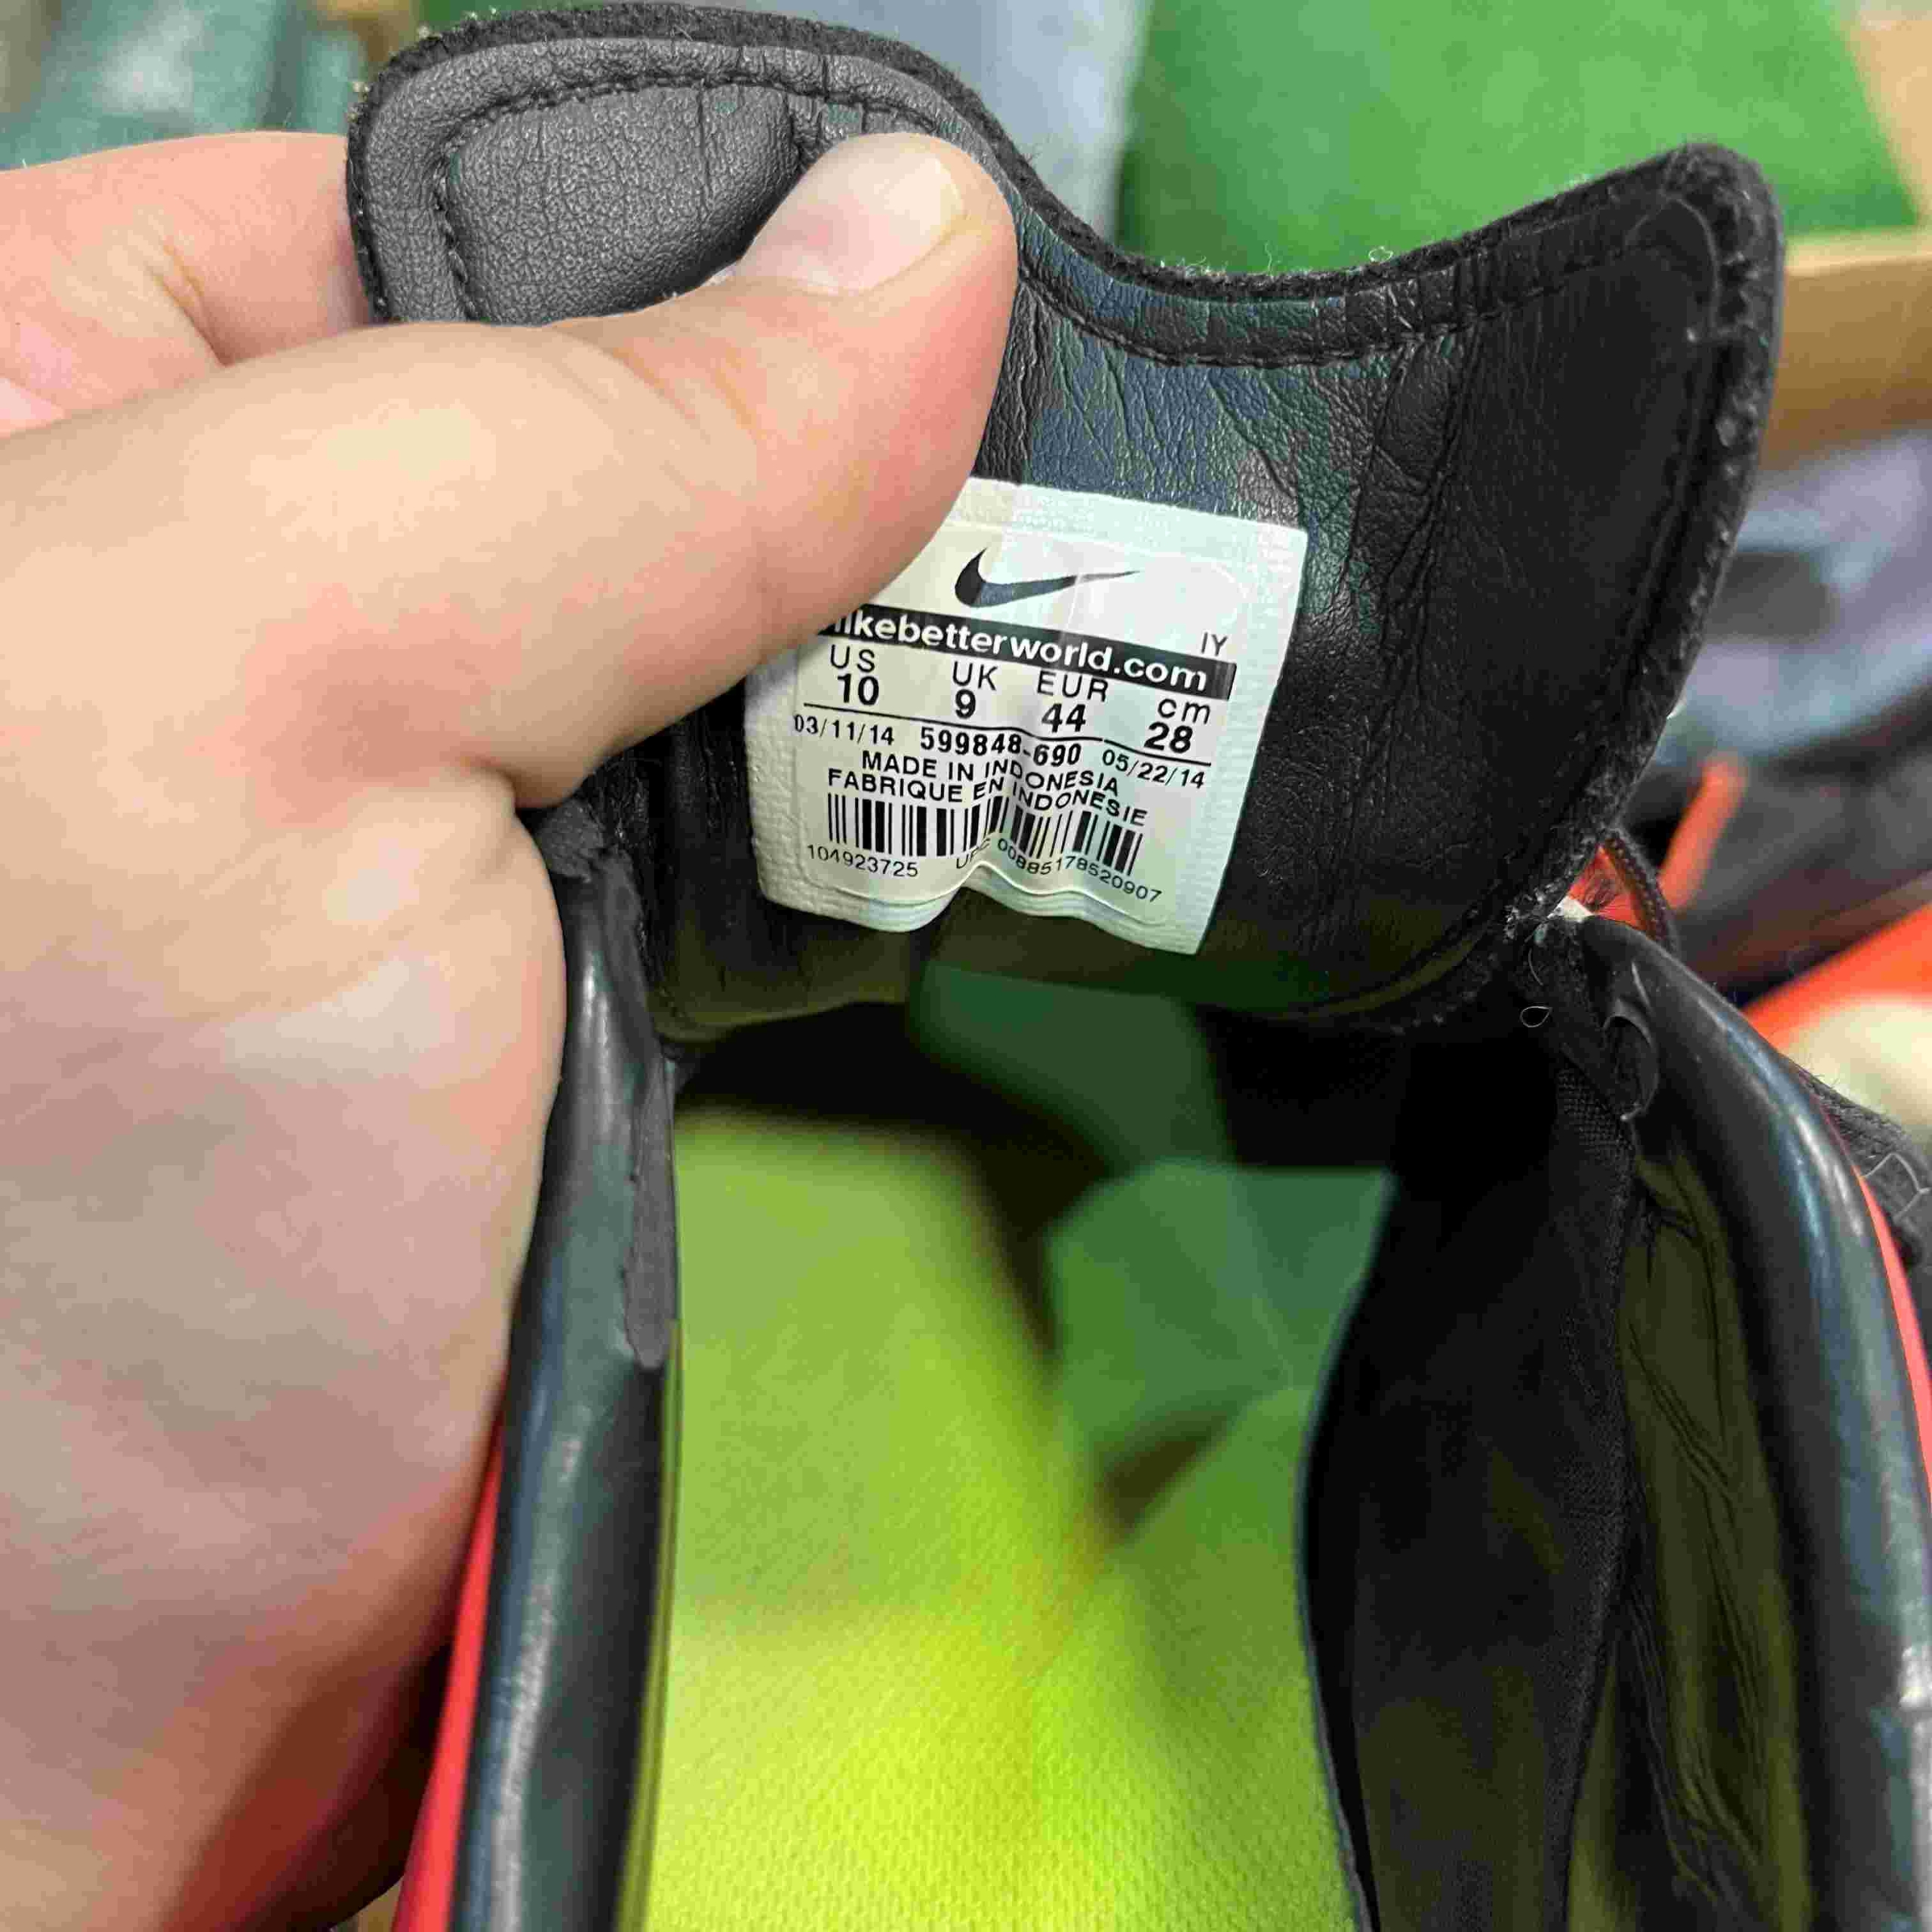 nikebetterworld.com
IY
US UK EUR cm
10 9 44 28
03/11/14 599848-690 05/22/14
MADE IN INDONESIA
FABRIQUE EN INDONESIE
104923725 UPC 00885178520907